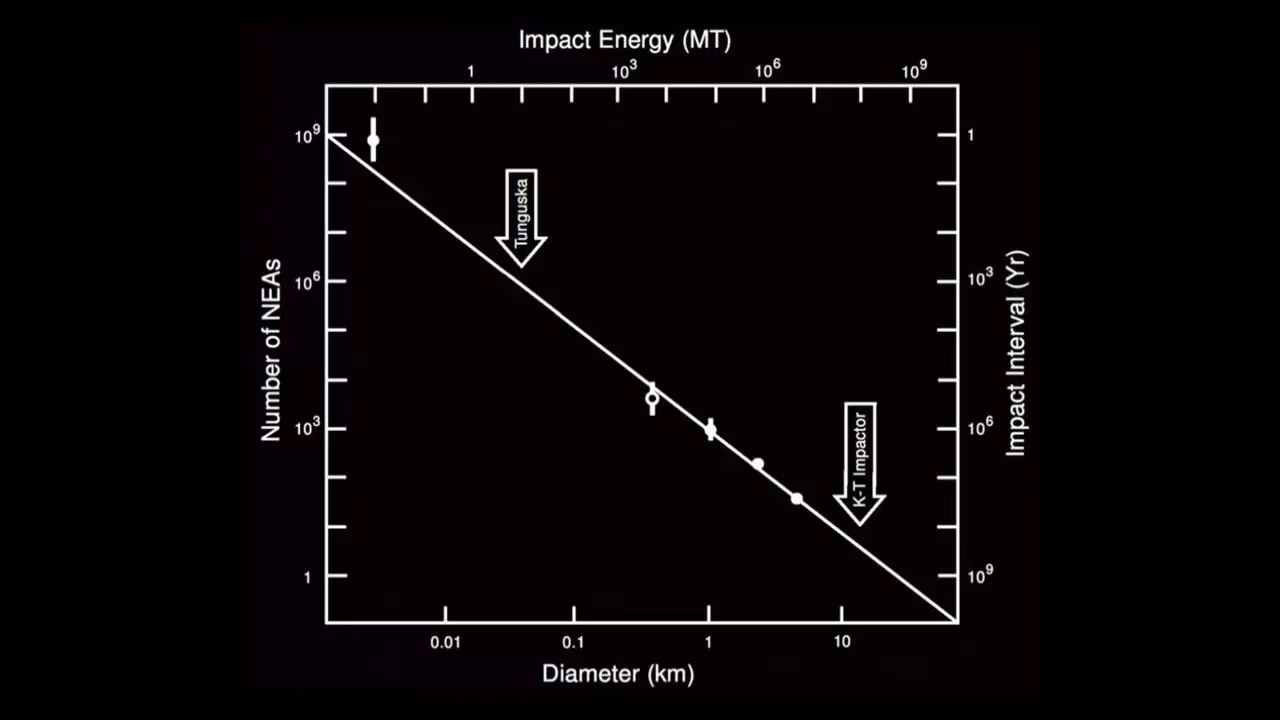 Impact Energy (MT)
1 10³ 10⁶ 10⁹
10⁹
10⁶
10³
1
Number of NEAs
Tunguska
K-T Impactor
1
10³
10⁶
10⁹
Impact Interval (Yr)
0.01 0.1 1 10
Diameter (km)